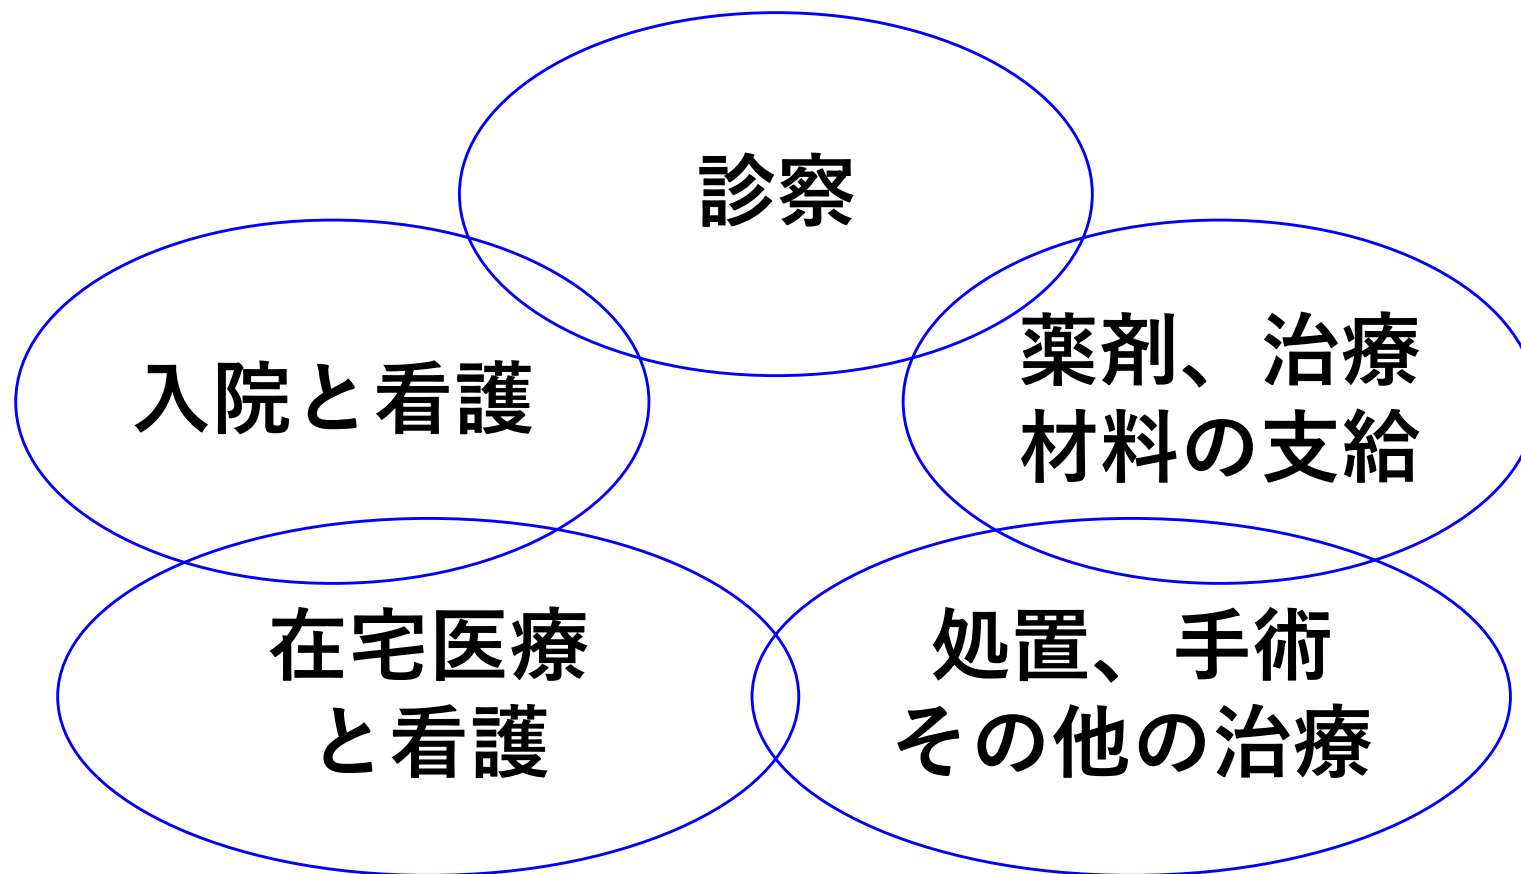 診察
入院と看護
薬剤、治療
材料の支給
在宅医療
と看護
処置、手術
その他の治療